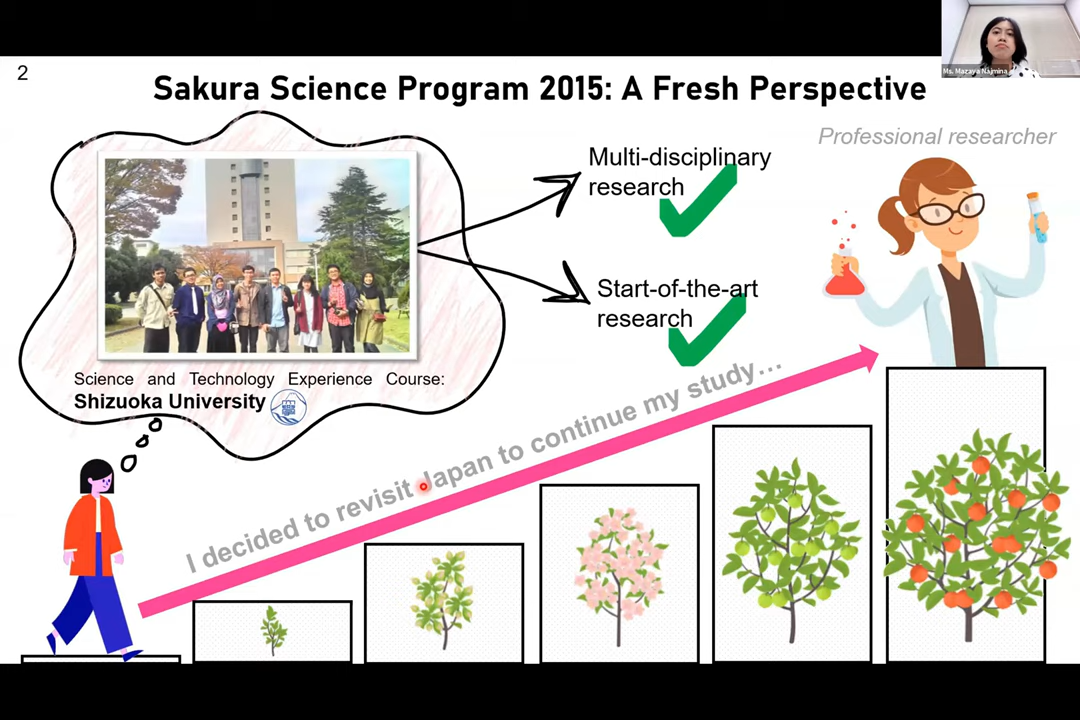 2
Ms. Mazaya Najmina
Sakura Science Program 2015: A Fresh Perspective
Professional researcher
Multi-disciplinary
research
Start-of-the-art
research
Science and Technology Experience Course:
Shizuoka University
I decided to revisit Japan to continue my study...